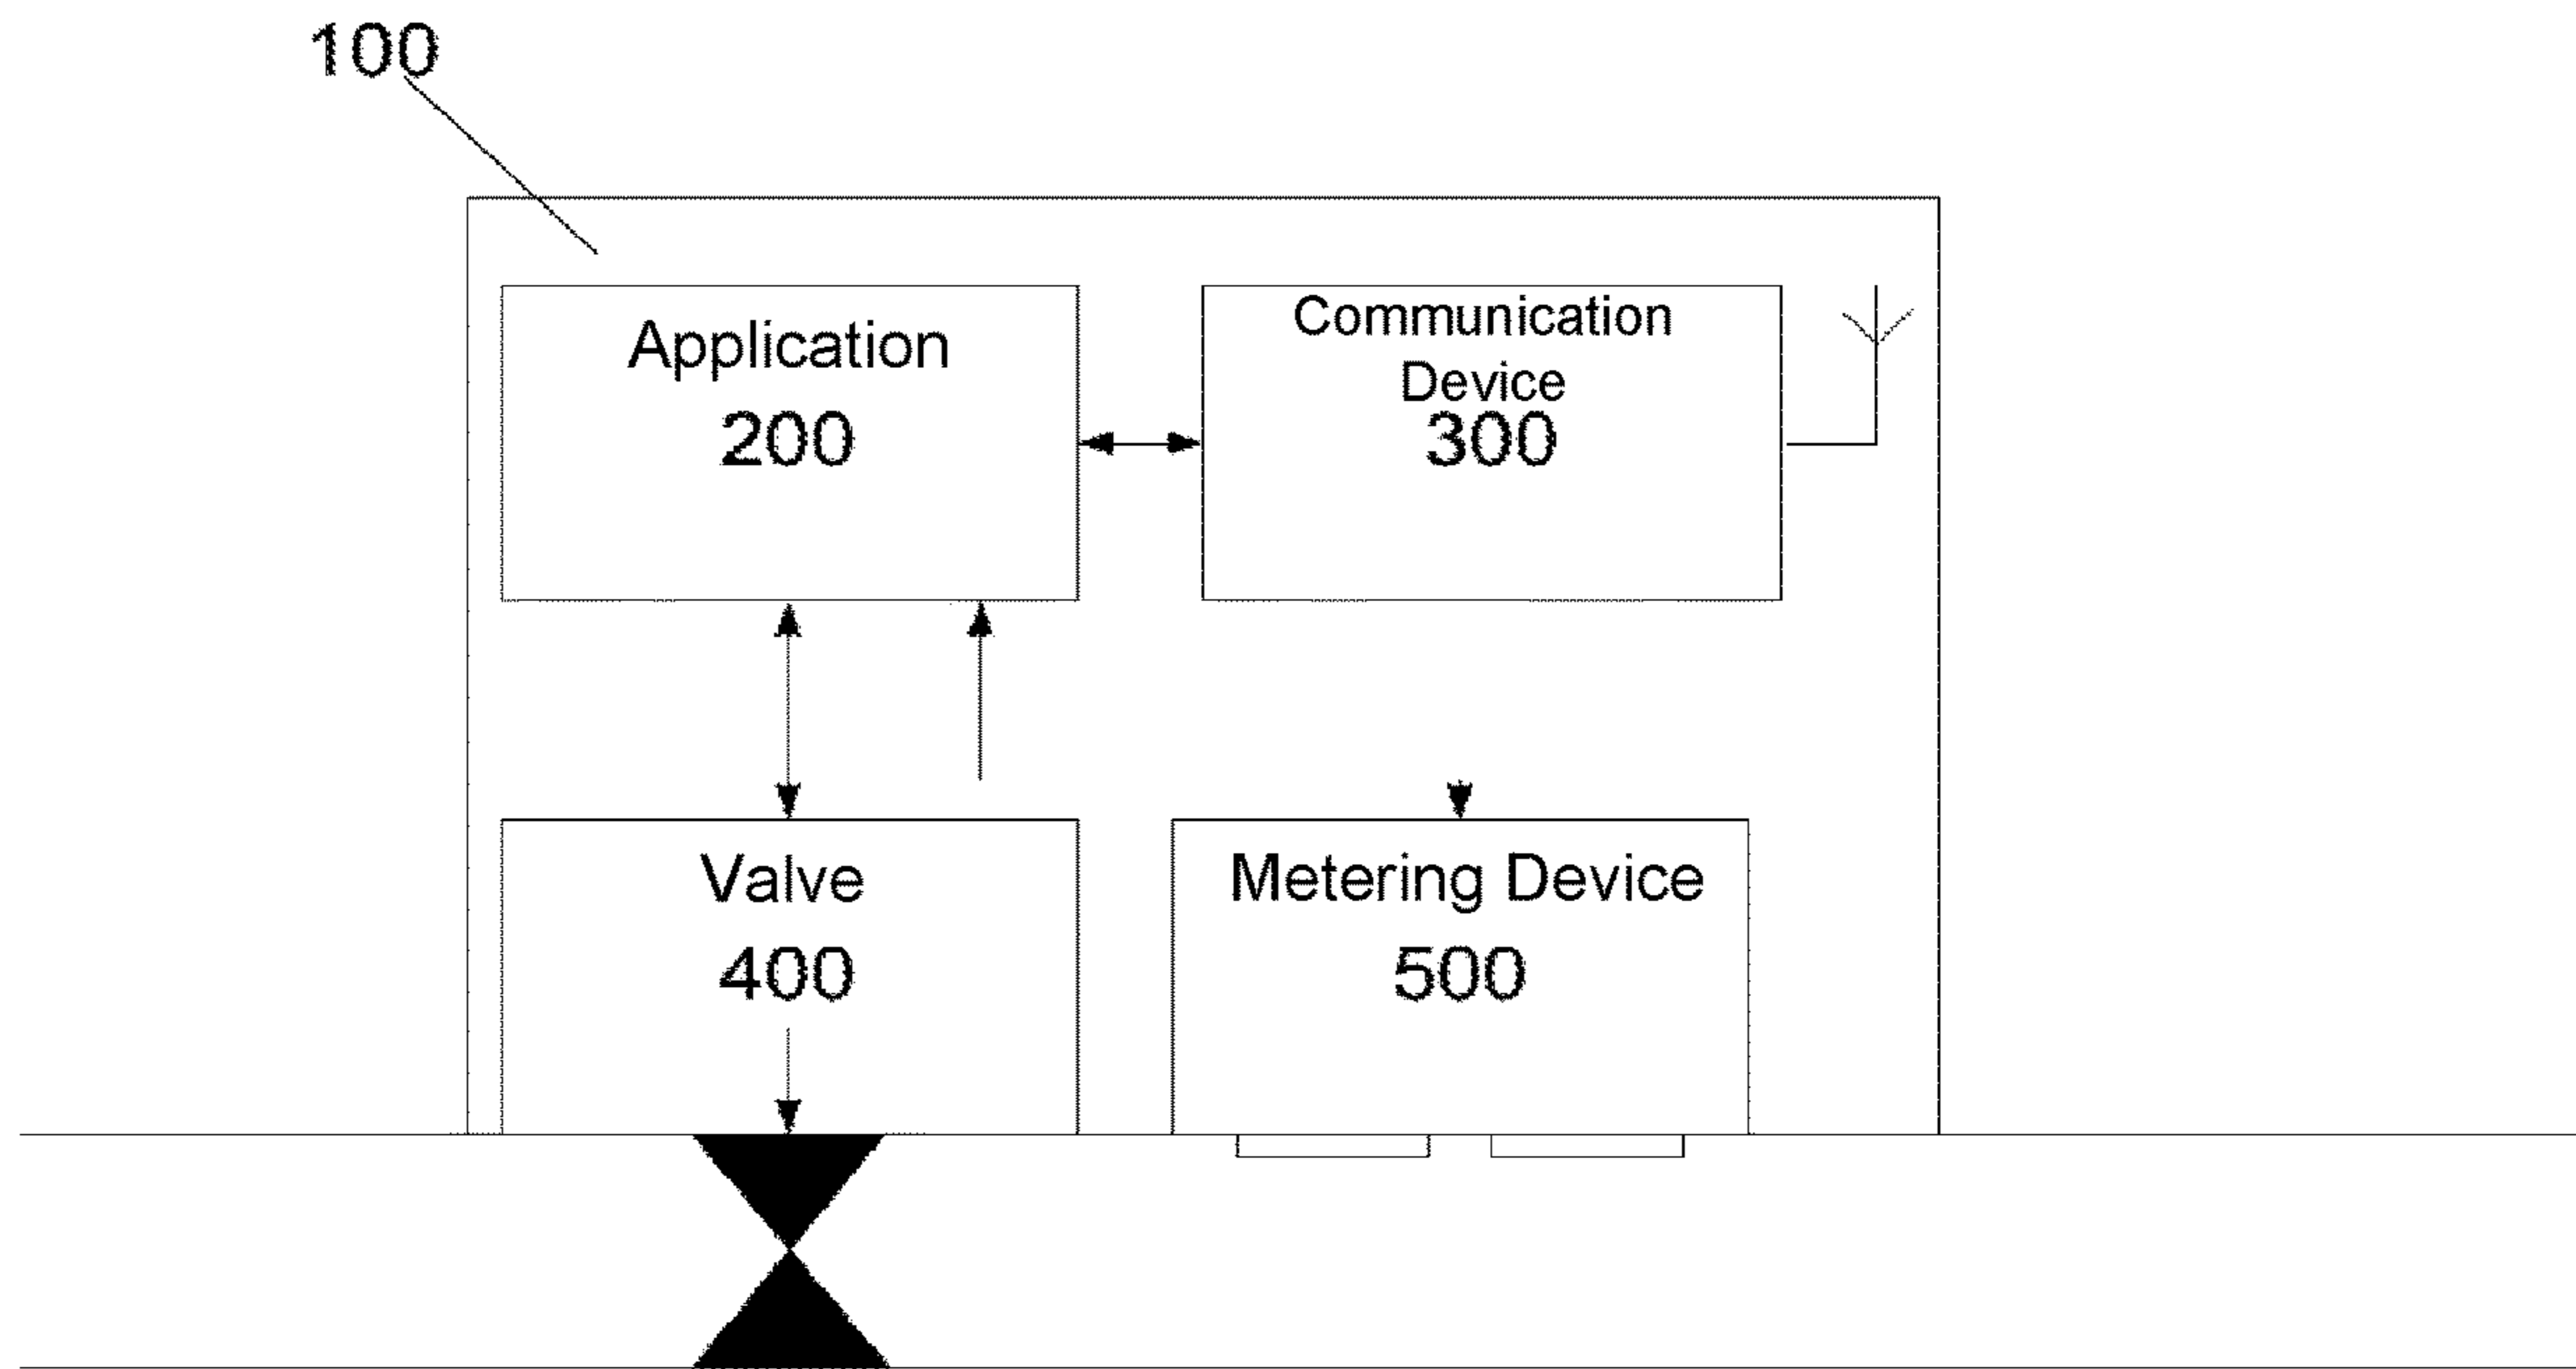 100
Application
200
Communication
Device
300
Valve
400
Metering Device
500